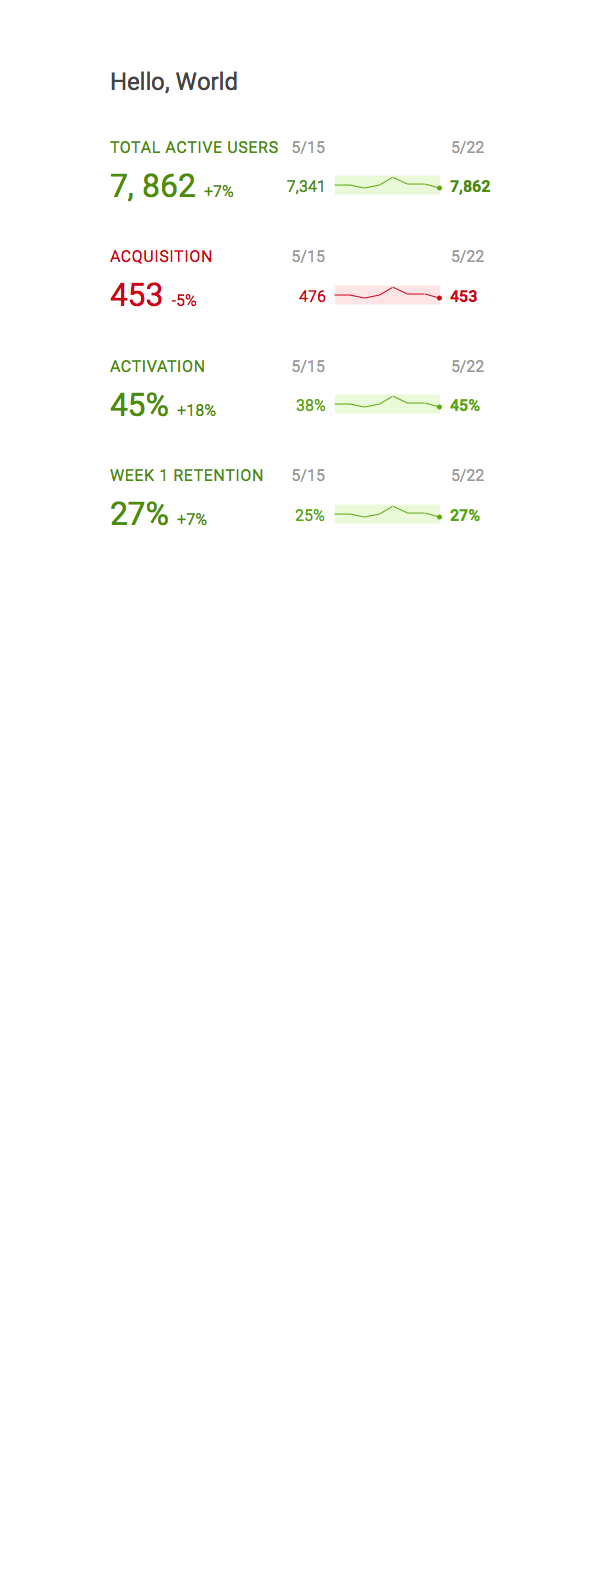 Hello, World
TOTAL ACTIVE USERS 5/15 5/22
7, 862 +7% 7,341 7,862
ACQUISITION 5/15 5/22
453 -5% 476 453
ACTIVATION 5/15 5/22
45% +18% 38% 45%
WEEK 1 RETENTION 5/15 5/22
27% +7% 25% 27%